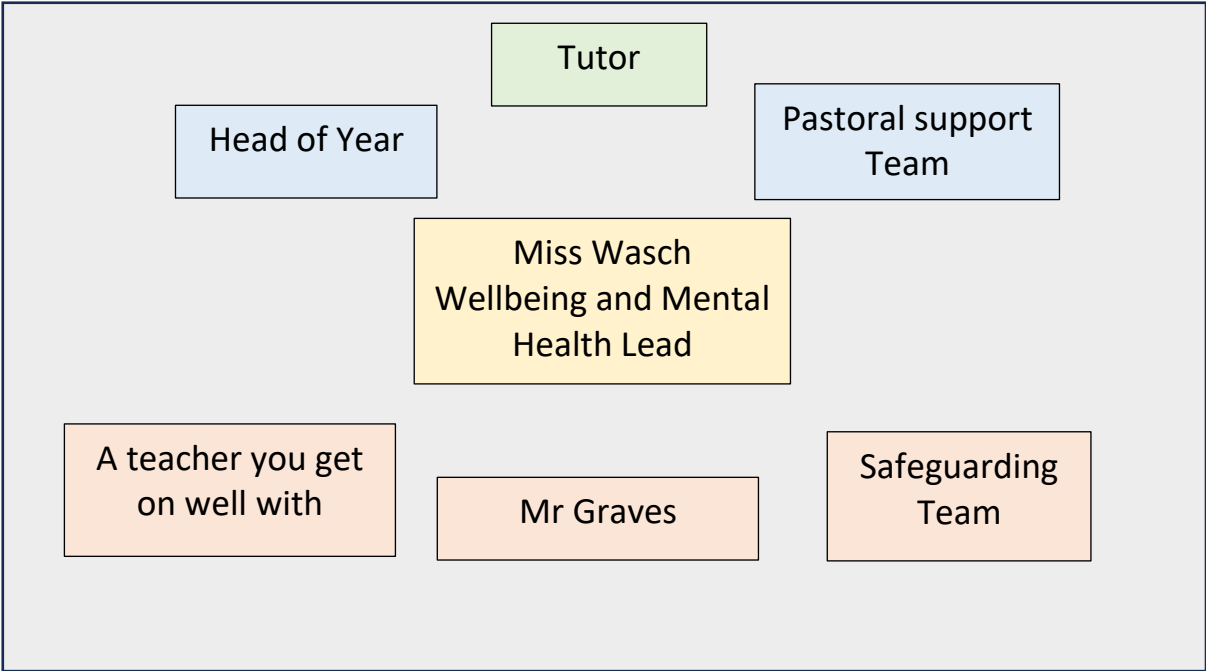 Tutor
Head of Year
Pastoral support
Team
Miss Wasch
Wellbeing and Mental
Health Lead
A teacher you get
on well with
Mr Graves
Safeguarding
Team